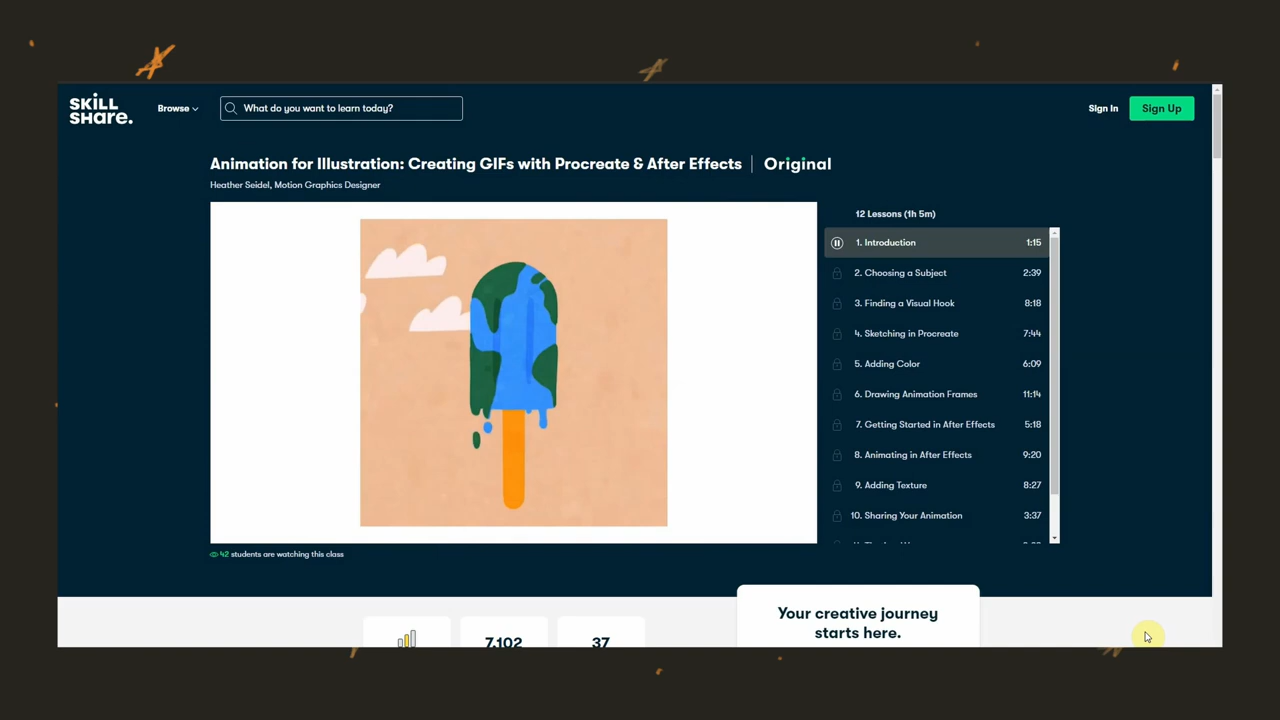 SKiLL
SHare.
Browse
What do you want to learn today?
Sign In
Sign Up
Animation for Illustration: Creating GIFs with Procreate & After Effects | Original
Heather Seidel, Motion Graphics Designer
12 Lessons (1h 5m)
1. Introduction 1:15
2. Choosing a Subject 2:39
3. Finding a Visual Hook 8:18
4. Sketching in Procreate 7:44
5. Adding Color 6:09
6. Drawing Animation Frames 11:14
7. Getting Started in After Effects 5:18
8. Animating in After Effects 9:20
9. Adding Texture 8:27
10. Sharing Your Animation 3:37
42 students are watching this class
7,102
37
Your creative journey
starts here.